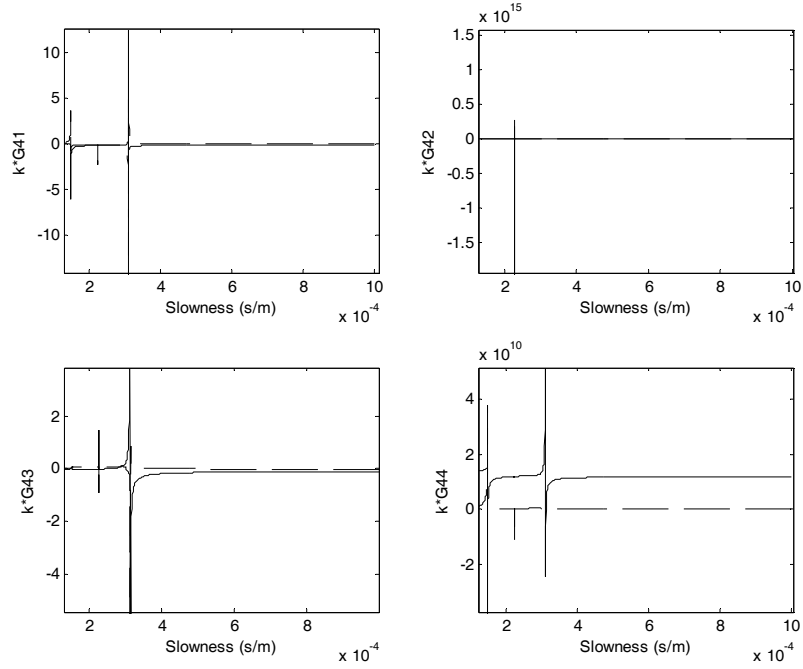 10
5
0
-5
-10
k*G41
2 4 6 8 10
Slowness (s/m)
x 10^-4
x 10^15
1.5
1
0.5
0
-0.5
-1
-1.5
k*G42
2 4 6 8 10
Slowness (s/m)
x 10^-4
2
0
-2
-4
k*G43
2 4 6 8 10
Slowness (s/m)
x 10^-4
x 10^10
4
2
0
-2
k*G44
2 4 6 8 10
Slowness (s/m)
x 10^-4